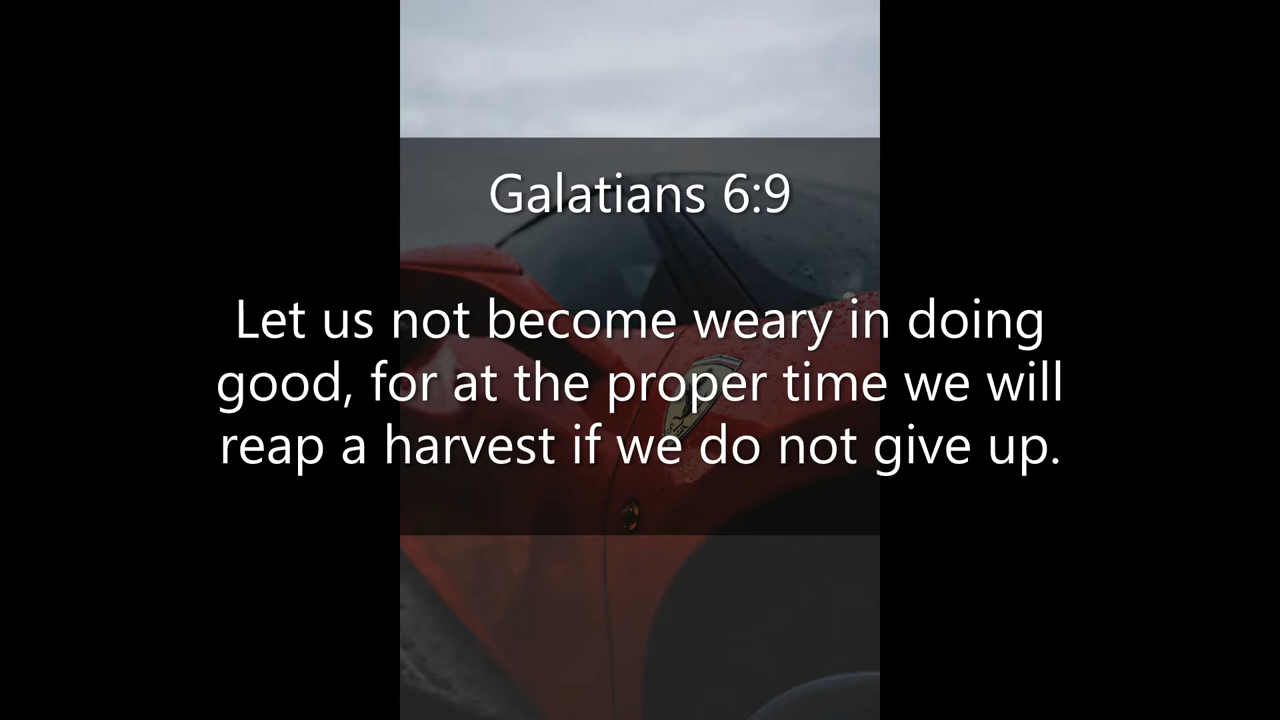 Galatians 6:9
Let us not become weary in doing
good, for at the proper time we will
reap a harvest if we do not give up.